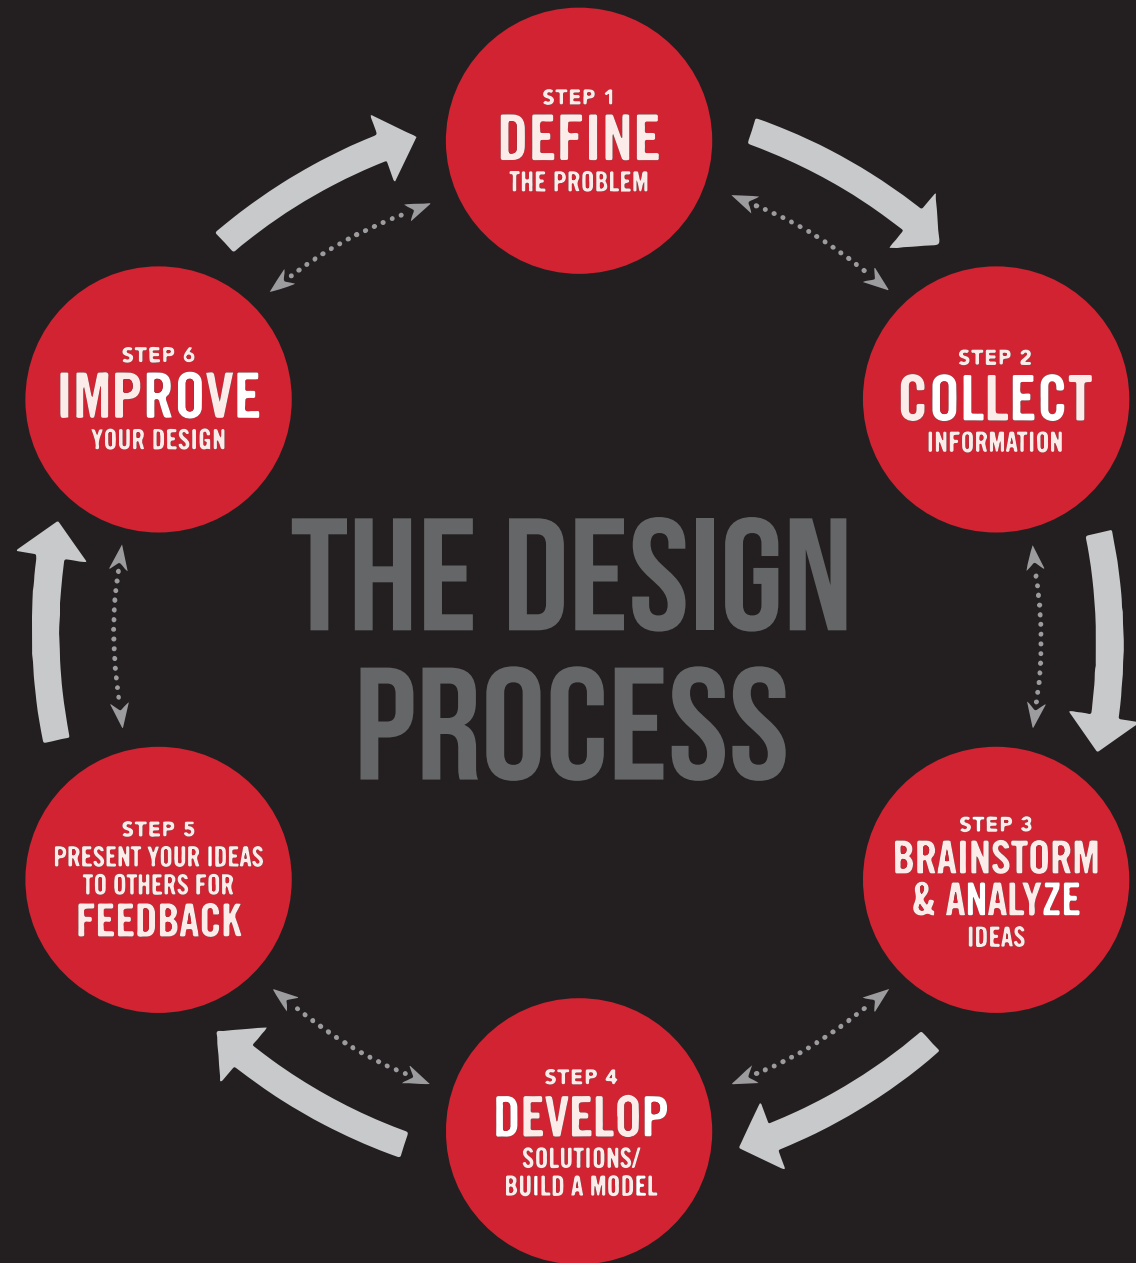 STEP 1
DEFINE
THE PROBLEM
STEP 2
COLLECT
INFORMATION
STEP 3
BRAINSTORM
& ANALYZE
IDEAS
STEP 4
DEVELOP
SOLUTIONS/
BUILD A MODEL
STEP 5
PRESENT YOUR IDEAS
TO OTHERS FOR
FEEDBACK
STEP 6
IMPROVE
YOUR DESIGN
THE DESIGN
PROCESS